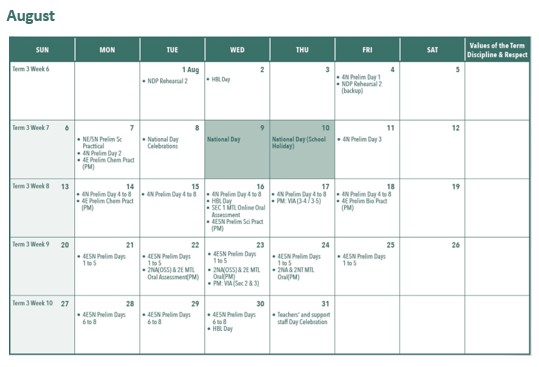 August
SUN MON TUE WED THU FRI SAT Values of the Term
Discipline & Respect
Term 3 Week 6
1 Aug
• NDP Rehearsal 2
2
• HBL Day
3
4
• 4N Prelim Day 1
• NDP Rehearsal 2
(backup)
5
Term 3 Week 7 6
7
• NE/SN Prelim Sc
Practical
• 4N Prelim Day 2
• 4E Prelim Chem Pract
(PM)
8
• National Day
Celebrations
9
National Day
10
National Day (School
Holiday)
11
• 4N Prelim Day 3
12
Term 3 Week 8 13
14
• 4N Prelim Day 4 to 8
• 4E Prelim Chem Pract
(PM)
15
• 4N Prelim Day 4 to 8
16
• 4N Prelim Day 4 to 8
• HBL Day
• SEC 1 MTL Online Oral
Assessment
• 4ESN Prelim Sci Pract
(PM)
17
• 4N Prelim Day 4 to 8
• PM: VIA (3-4 / 3-5)
18
• 4N Prelim Day 4 to 8
• 4E Prelim Bio Pract
(PM)
19
Term 3 Week 9 20
21
• 4ESN Prelim Days
1 to 5
22
• 4ESN Prelim Days
1 to 5
• 2NA(OSS) & 2E MTL
Oral Assessment(PM)
23
• 4ESN Prelim Days
1 to 5
• 2NA(OSS) & 2E MTL
Oral(PM)
• PM: VIA (Sec 2 & 3)
24
• 4ESN Prelim Days
1 to 5
• 2NA & 2NT MTL
Oral(PM)
25
• 4ESN Prelim Days
1 to 5
26
Term 3 Week 10 27
28
• 4ESN Prelim Days
6 to 8
29
• 4ESN Prelim Days
6 to 8
30
• 4ESN Prelim Days
6 to 8
• HBL Day
31
• Teachers' and support
staff Day Celebration